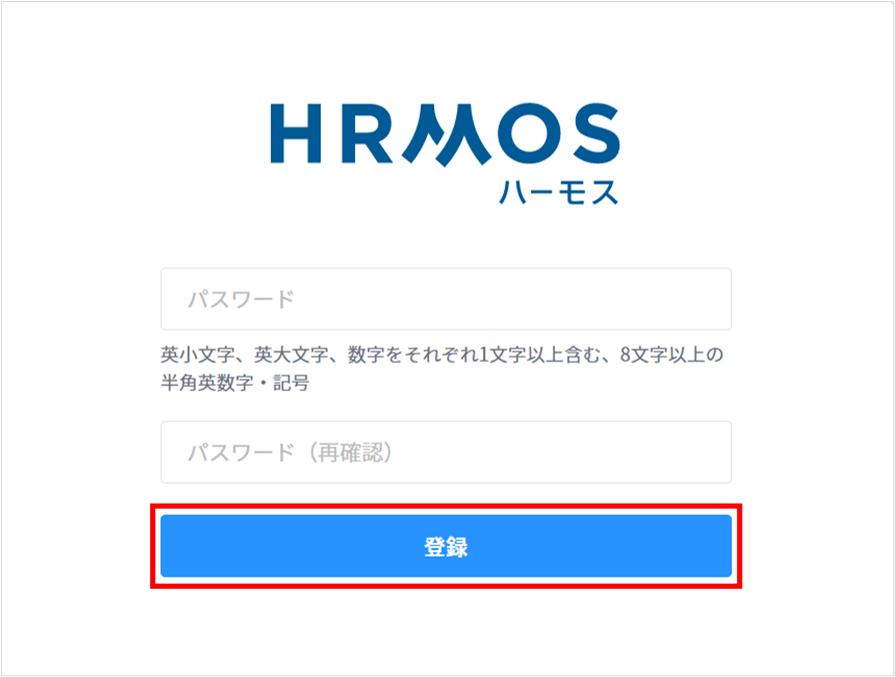 HRMOS
ハーモス
パスワード
英小文字、英大文字、数字をそれぞれ1文字以上含む、8文字以上の
半角英数字・記号
パスワード（再確認）
登録